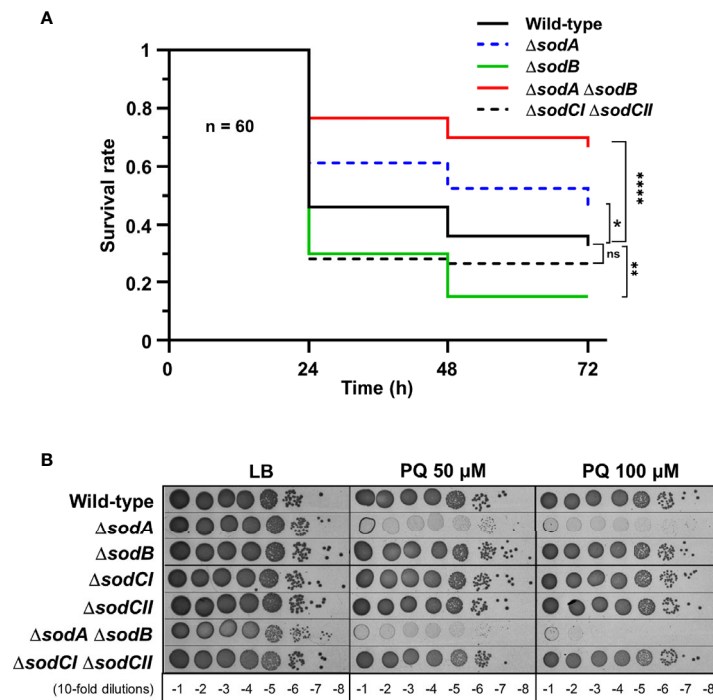 A
Wild-type
ΔsodA
ΔsodB
ΔsodA ΔsodB
ΔsodCI ΔsodCII
n = 60
Survival rate
1
0.8
0.6
0.4
0.2
0
0 24 48 72
Time (h)
****
*
ns
**
B
LB PQ 50 µM PQ 100 µM
Wild-type
ΔsodA
ΔsodB
ΔsodCI
ΔsodCII
ΔsodA ΔsodB
ΔsodCI ΔsodCII
(10-fold dilutions) -1 -2 -3 -4 -5 -6 -7 -8 -1 -2 -3 -4 -5 -6 -7 -8 -1 -2 -3 -4 -5 -6 -7 -8